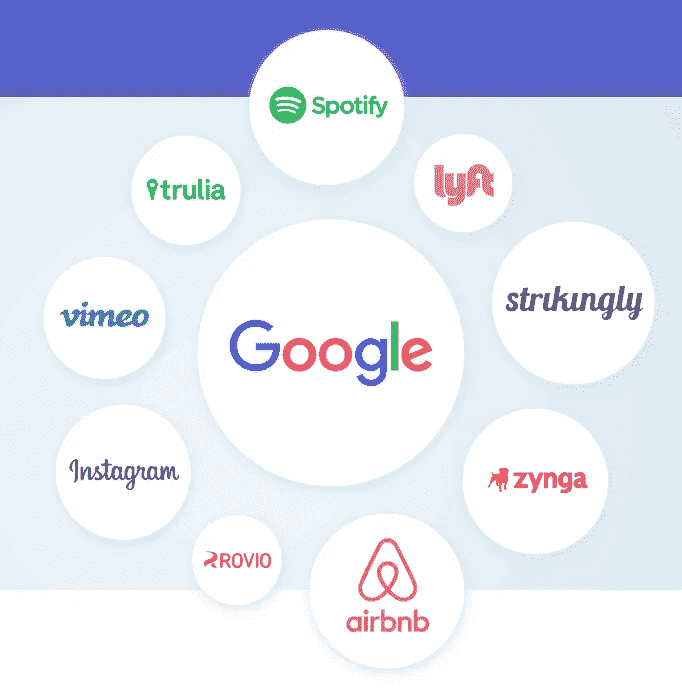 Spotify
trulia
lyft
vimeo
strikingly
Google
Instagram
zynga
ROVIO
airbnb